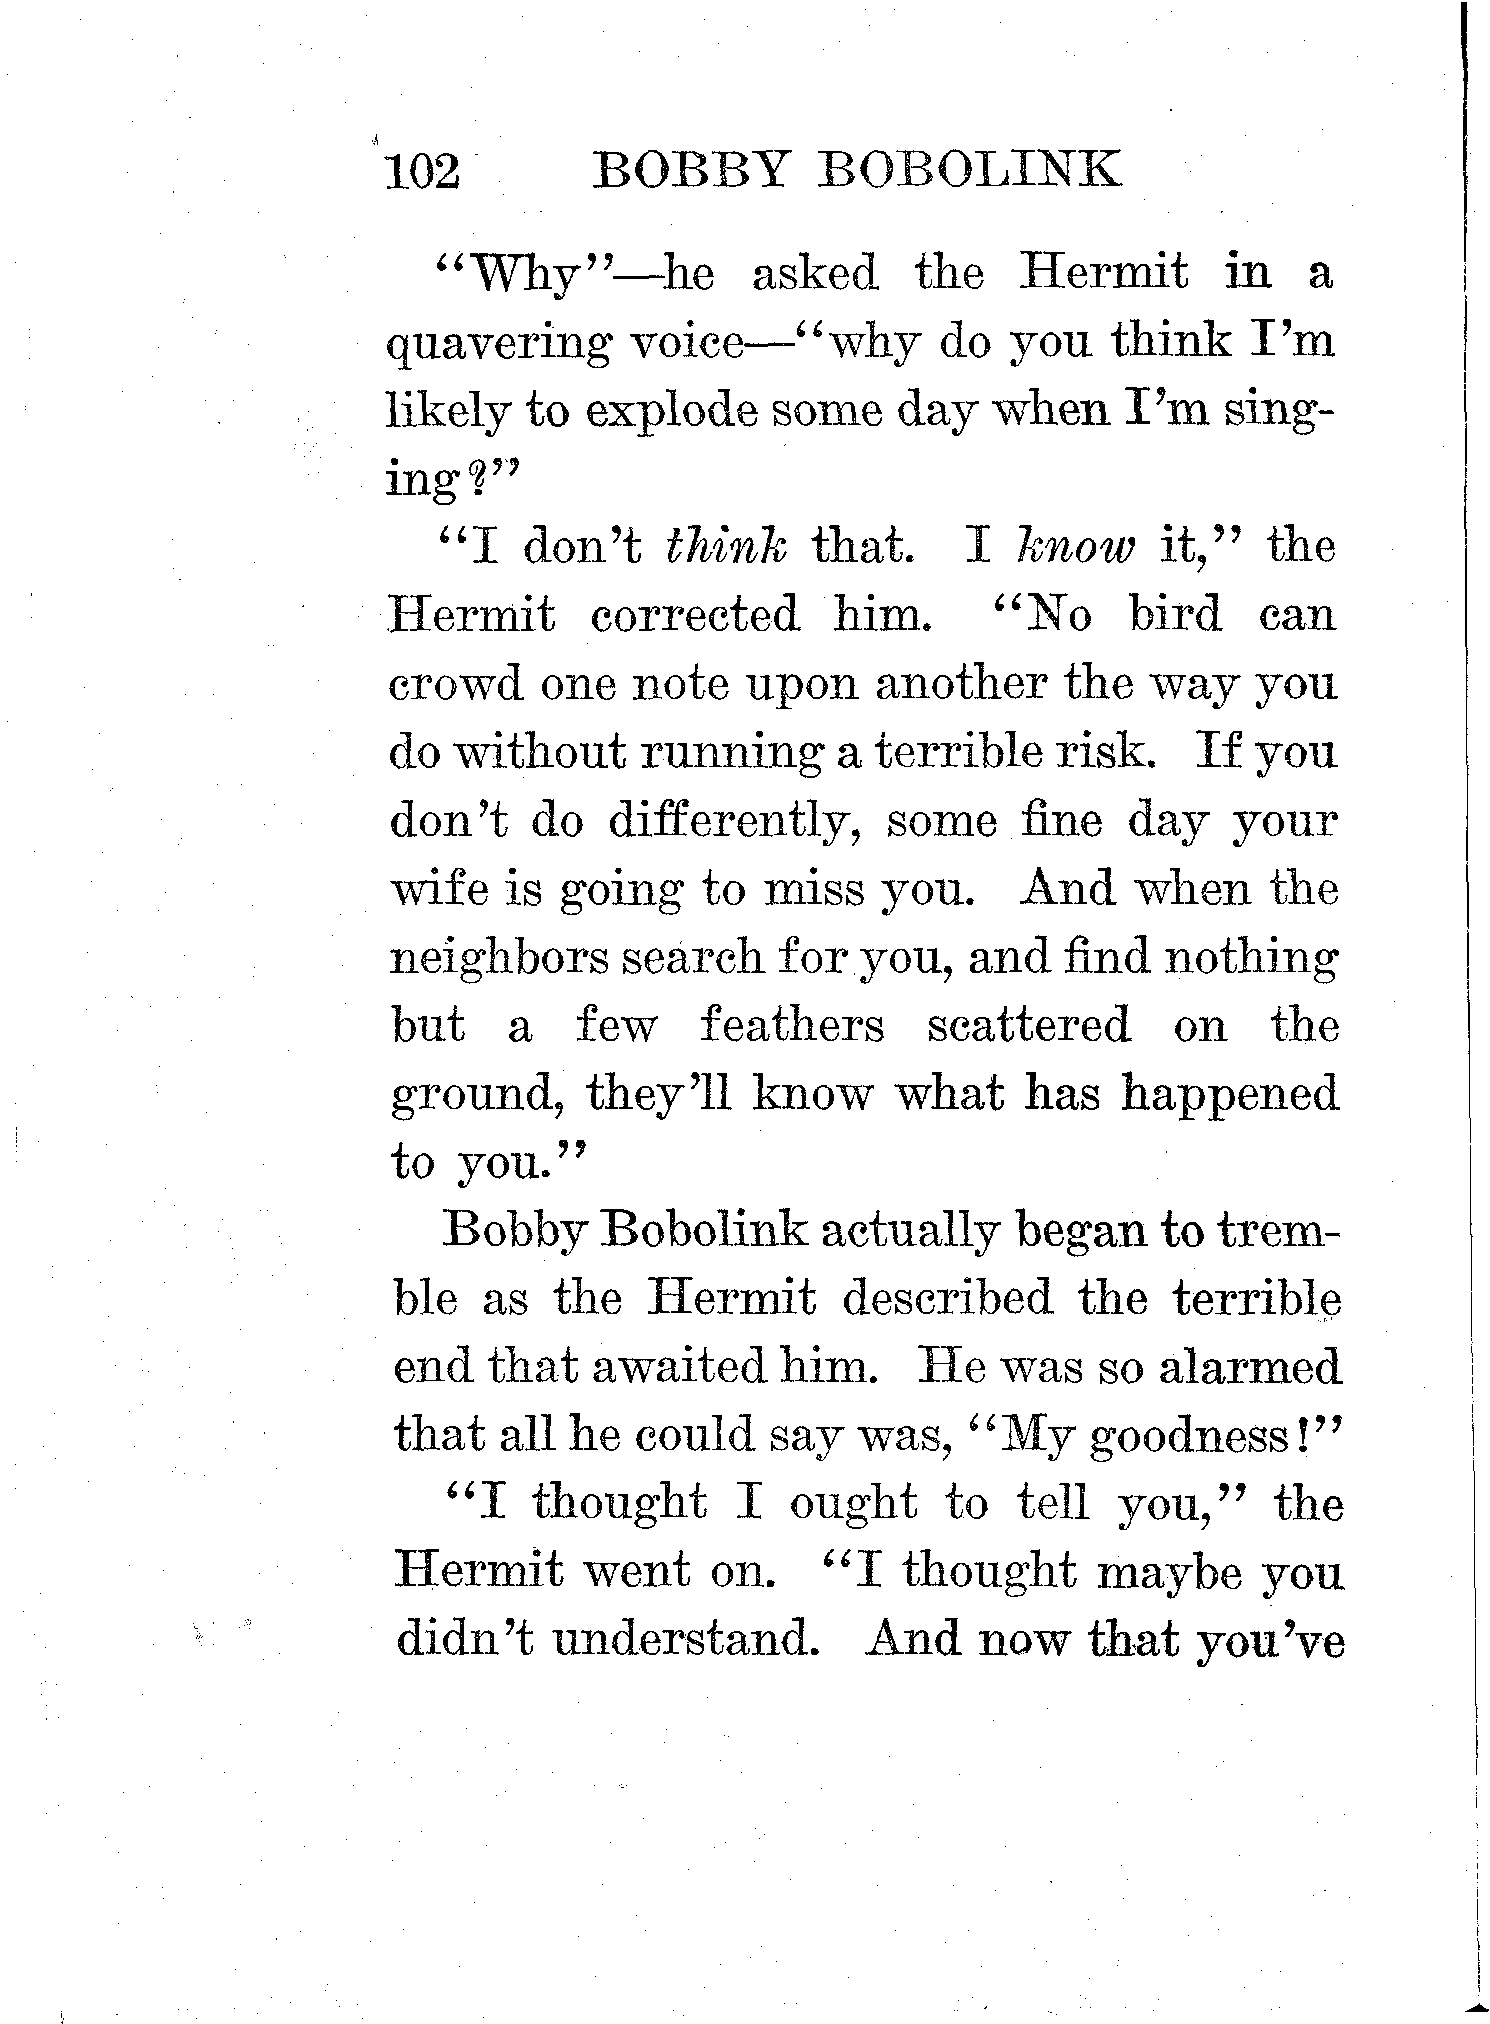 102 BOBBY BOBOLINK
“Why”—he asked the Hermit in a
quavering voice—“why do you think I’m
likely to explode some day when I’m sing-
ing?”
“I don’t think that. I know it,” the
Hermit corrected him. “No bird can
crowd one note upon another the way you
do without running a terrible risk. If you
don’t do differently, some fine day your
wife is going to miss you. And when the
neighbors search for you, and find nothing
but a few feathers scattered on the
ground, they’ll know what has happened
to you.”
Bobby Bobolink actually began to trem-
ble as the Hermit described the terrible
end that awaited him. He was so alarmed
that all he could say was, “My goodness!”
“I thought I ought to tell you,” the
Hermit went on. “I thought maybe you
didn’t understand. And now that you’ve